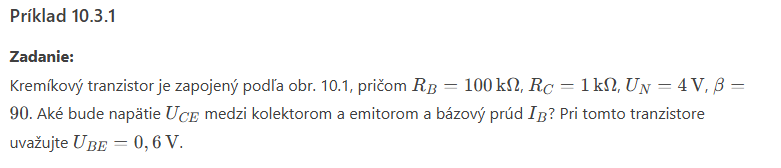 Príklad 10.3.1
Zadanie:
Kremíkový tranzistor je zapojený podľa obr. 10.1, pričom R_B = 100 kΩ, R_C = 1 kΩ, U_N = 4 V, β =
90. Aké bude napätie U_CE medzi kolektorom a emitorom a bázový prúd I_B? Pri tomto tranzistore
uvažujte U_BE = 0, 6 V.